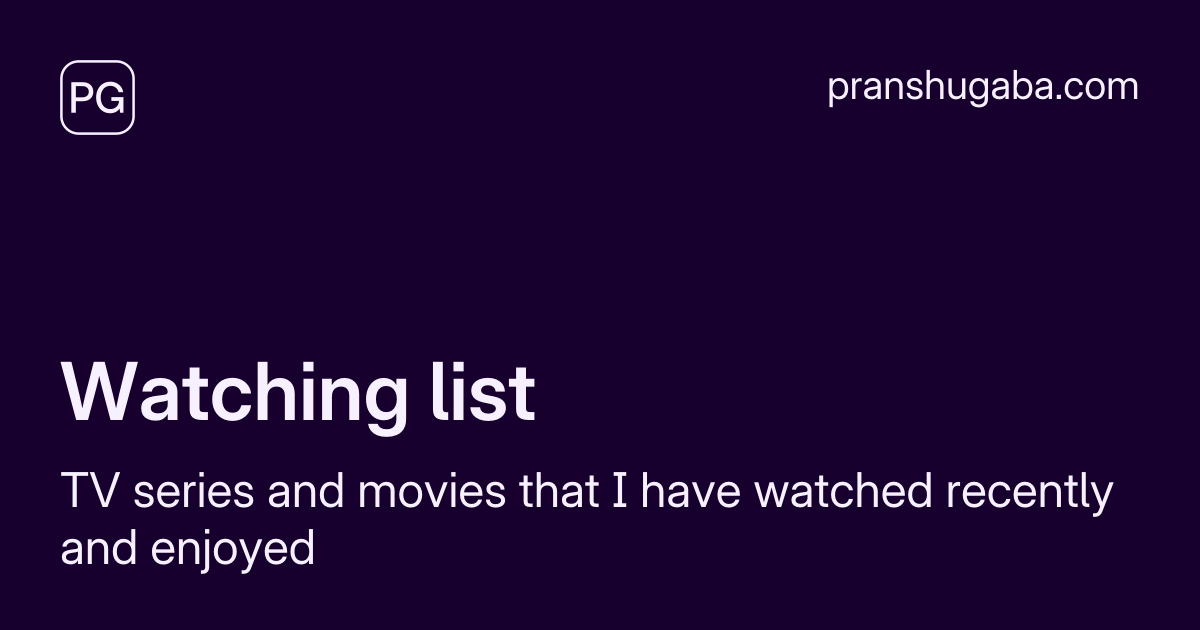 PG
pranshugaba.com
Watching list
TV series and movies that I have watched recently
and enjoyed